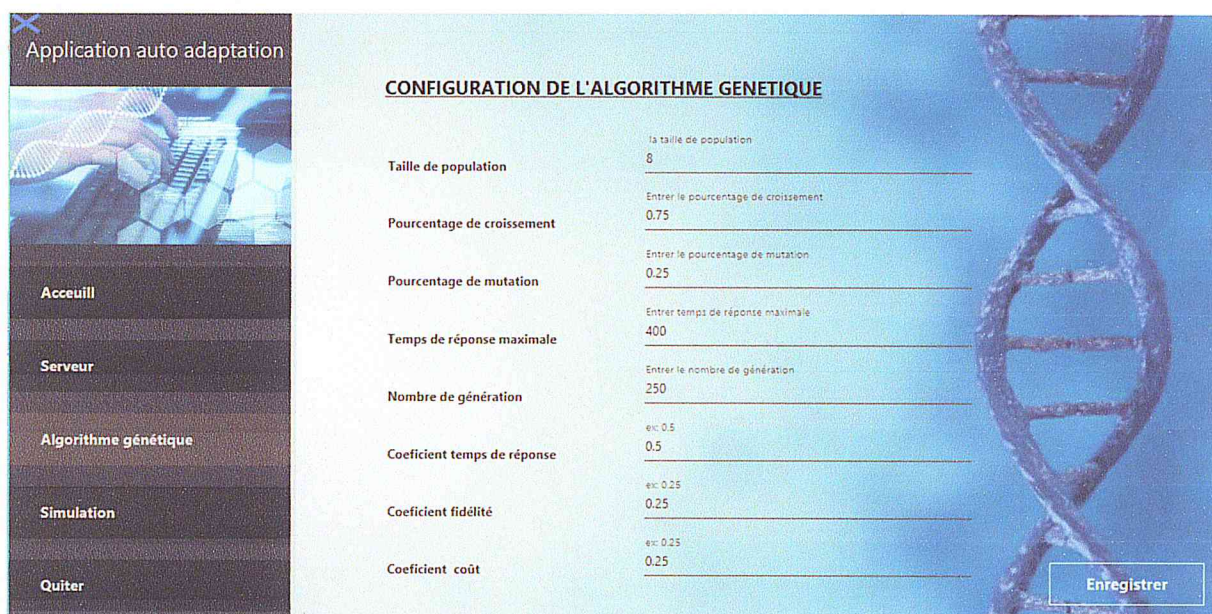 Application auto adaptation
Acceuill
Serveur
Algorithme génétique
Simulation
Quiter
CONFIGURATION DE L'ALGORITHME GENETIQUE
la taille de population
Taille de population
8
Entrer le pourcentage de croissement
Pourcentage de croissement
0.75
Entrer le pourcentage de mutation
Pourcentage de mutation
0.25
Entrer temps de réponse maximale
Temps de réponse maximale
400
Entrer le nombre de génération
Nombre de génération
250
ex: 0.5
Coeficient temps de réponse
0.5
ex: 0.25
Coeficient fidélité
0.25
ex: 0.25
Coeficient coût
0.25
Enregistrer